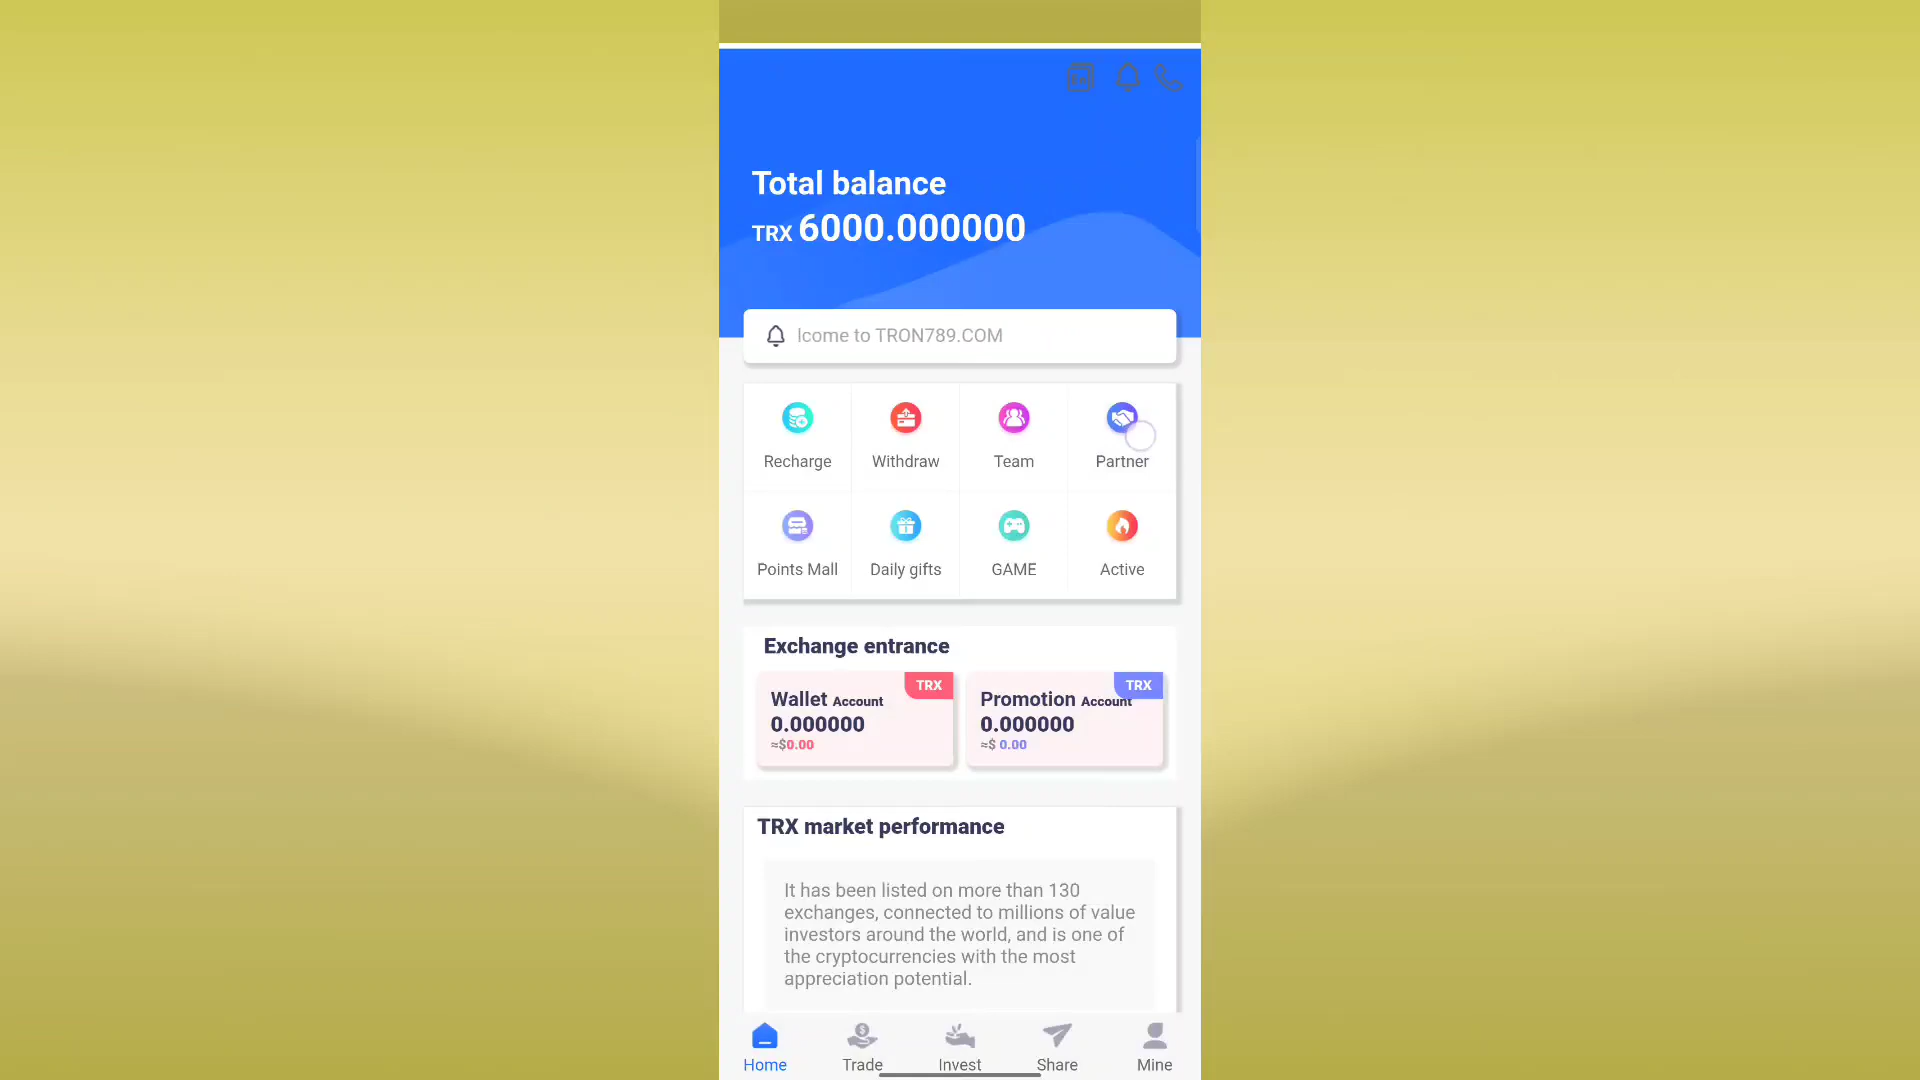 Total balance
TRX 6000.000000
lcome to TRON789.COM
Recharge
Withdraw
Team
Partner
Points Mall
Daily gifts
GAME
Active
Exchange entrance
TRX
Wallet Account
0.000000
≈$0.00
TRX
Promotion Account
0.000000
≈$ 0.00
TRX market performance
It has been listed on more than 130
exchanges, connected to millions of value
investors around the world, and is one of
the cryptocurrencies with the most
appreciation potential.
Home
Trade
Invest
Share
Mine